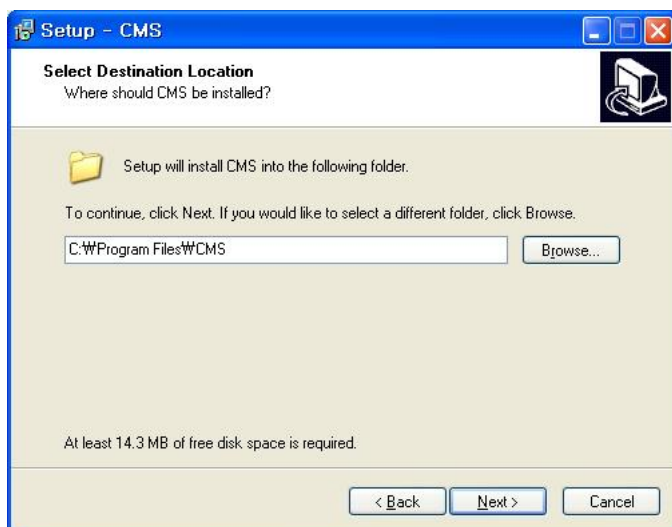 Setup - CMS
Select Destination Location
Where should CMS be installed?
Setup will install CMS into the following folder.
To continue, click Next. If you would like to select a different folder, click Browse.
C:₩Program Files₩CMS
Browse...
At least 14.3 MB of free disk space is required.
< Back
Next >
Cancel